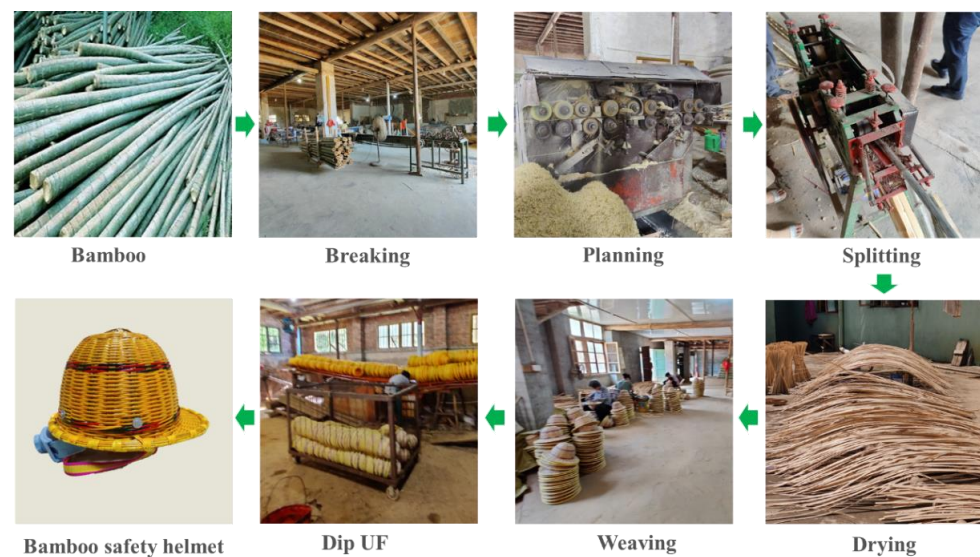 Bamboo
Breaking
Planning
Splitting
Drying
Weaving
Dip UF
Bamboo safety helmet